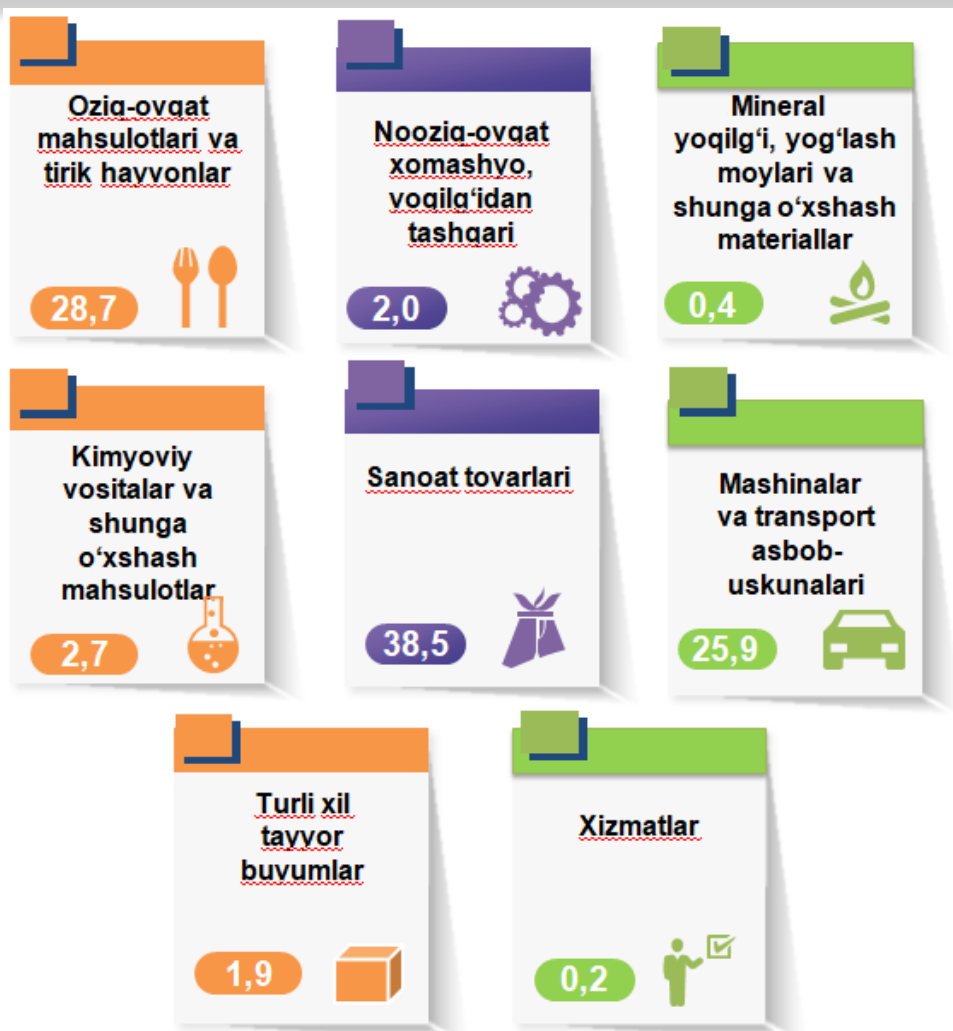 Oziq-ovqat
mahsulotlari va
tirik hayvonlar
28,7
Nooziq-ovqat
xomashyo,
yoqilg‘idan
tashqari
2,0
Mineral
yoqilg‘i, yog‘lash
moylari va
shunga o‘xshash
materiallar
0,4
Kimyoviy
vositalar va
shunga
o‘xshash
mahsulotlar
2,7
Sanoat tovarlari
38,5
Mashinalar
va transport
asbob-
uskunalari
25,9
Turli xil
tayyor
buyumlar
1,9
Xizmatlar
0,2